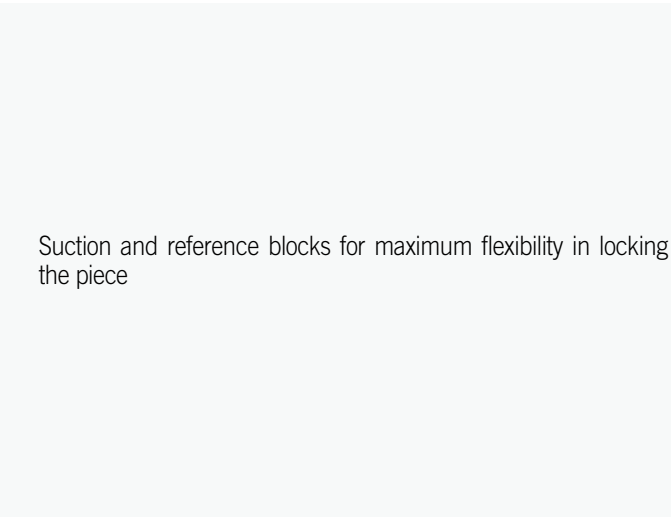 Suction and reference blocks for maximum flexibility in locking
the piece